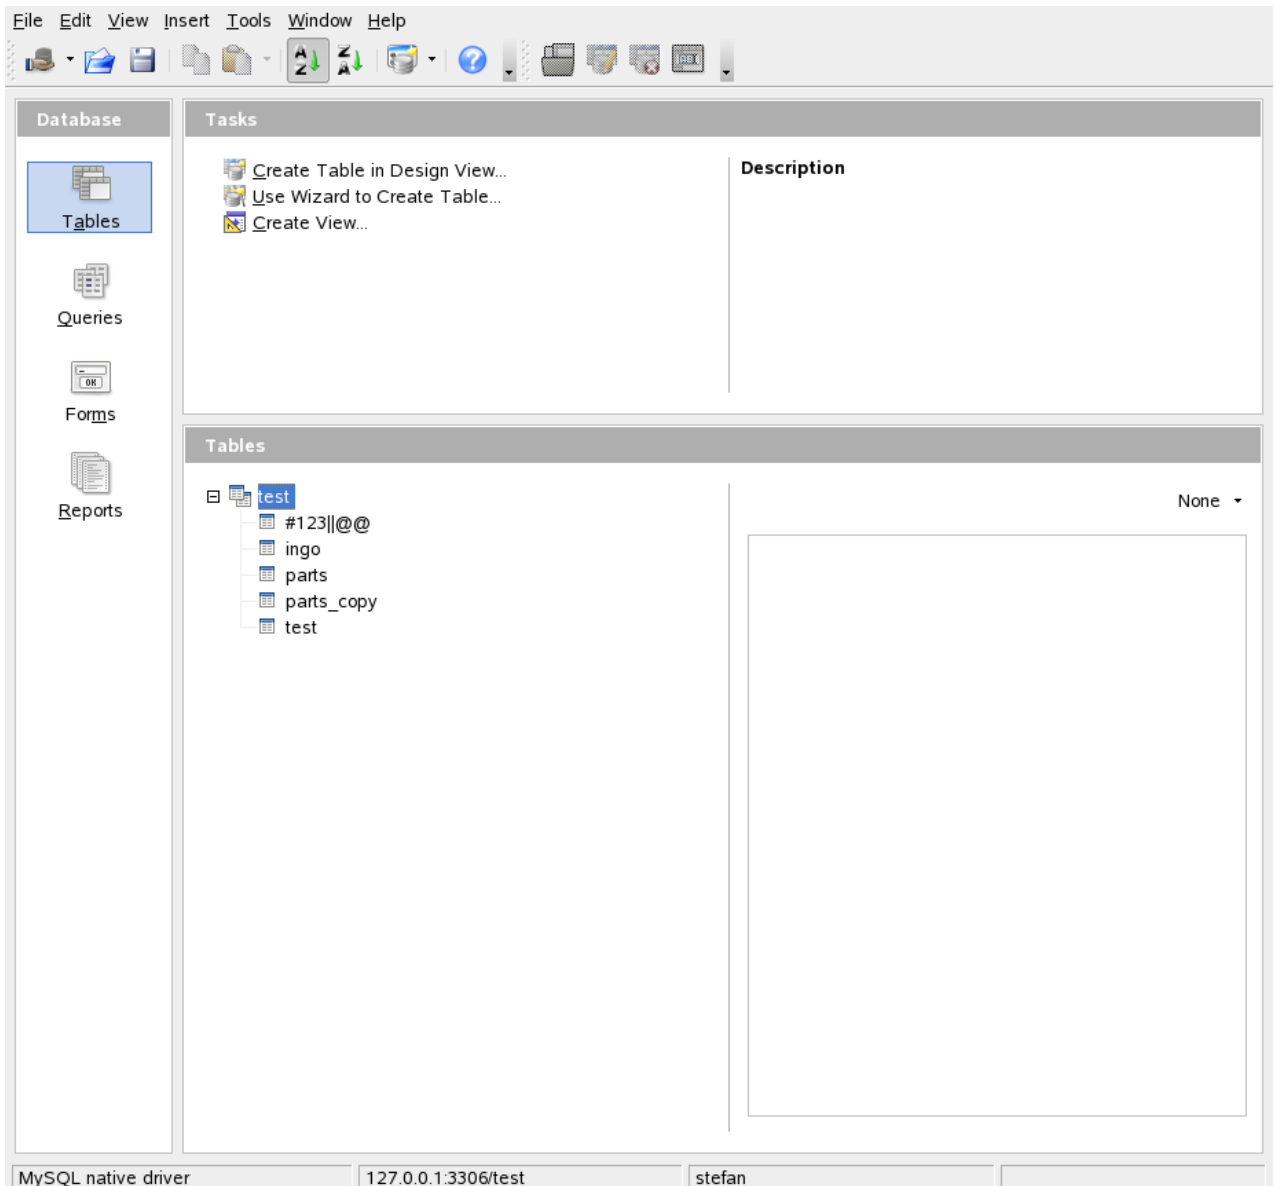 File Edit View Insert Tools Window Help
Database
Tables
Queries
OK
Forms
Reports
Tasks
Create Table in Design View...
Use Wizard to Create Table...
Create View...
Description
Tables
test
#123||@@
ingo
parts
parts_copy
test
None
MySQL native driver 127.0.0.1:3306/test stefan